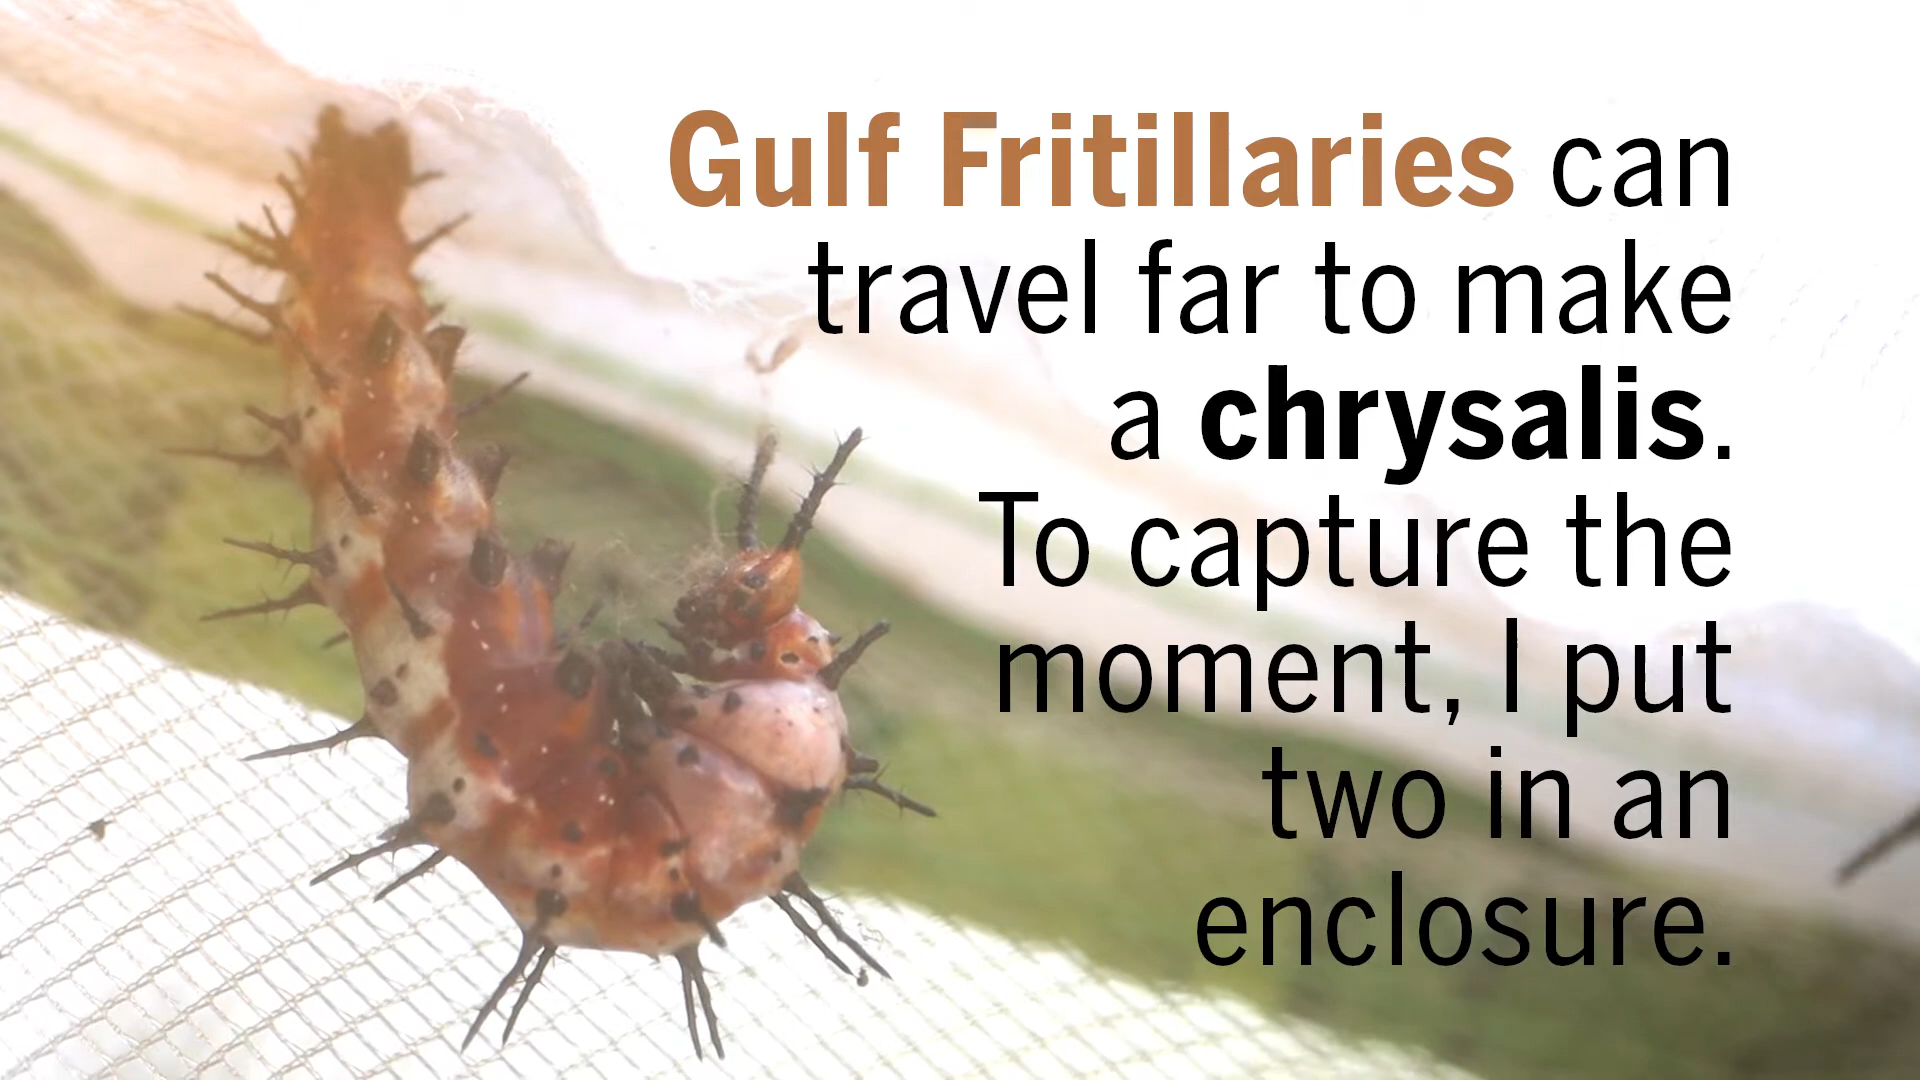 Gulf Fritillaries can
travel far to make
a chrysalis.
To capture the
moment, I put
two in an
enclosure.